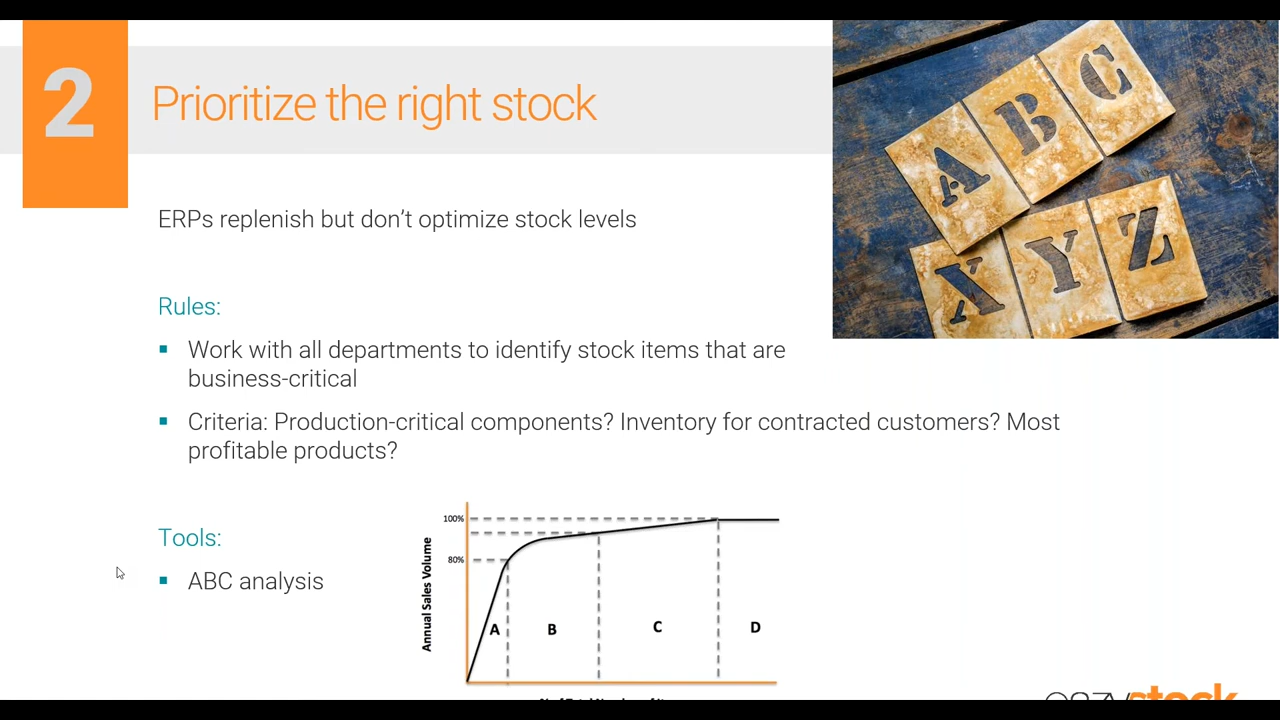 2
Prioritize the right stock
A B C
X Y Z
ERPs replenish but don’t optimize stock levels
Rules:
▪ Work with all departments to identify stock items that are
business-critical
▪ Criteria: Production-critical components? Inventory for contracted customers? Most
profitable products?
Tools:
▪ ABC analysis
Annual Sales Volume
100%
80%
A B C D
stock